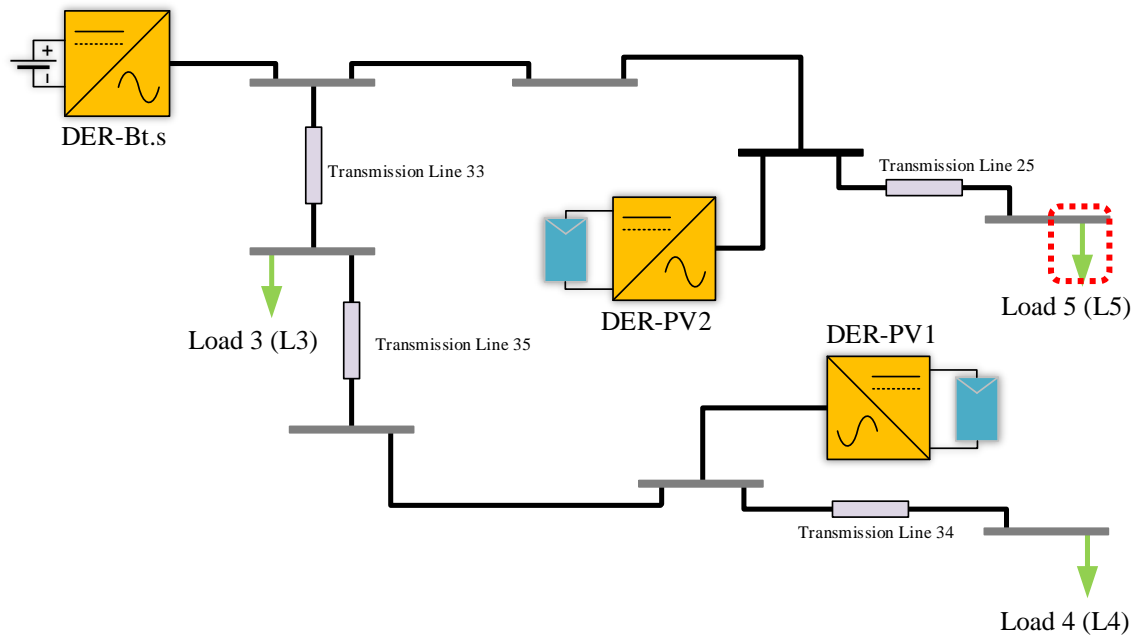 +
−
DER-Bt.s
Transmission Line 33
Transmission Line 25
DER-PV2
Load 5 (L5)
Load 3 (L3)
DER-PV1
Transmission Line 35
Transmission Line 34
Load 4 (L4)